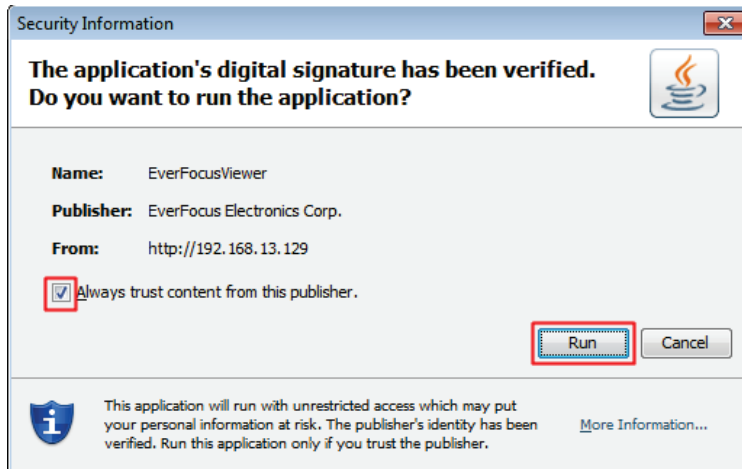 Security Information
The application's digital signature has been verified.
Do you want to run the application?
Name: EverFocusViewer
Publisher: EverFocus Electronics Corp.
From: http://192.168.13.129
Always trust content from this publisher.
Run Cancel
This application will run with unrestricted access which may put
your personal information at risk. The publisher's identity has been
verified. Run this application only if you trust the publisher.
More Information...